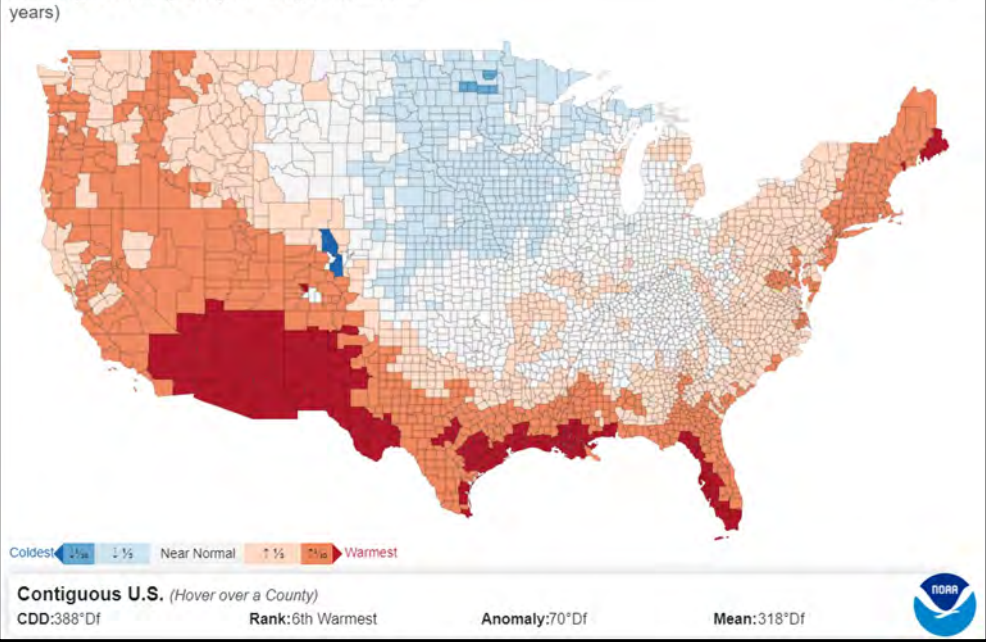 years)
Coldest ↓⅒ ↓⅓ Near Normal ↑⅓ ↑⅒ Warmest
Contiguous U.S. (Hover over a County)
CDD:388°Df Rank:6th Warmest Anomaly:70°Df Mean:318°Df
NOAA